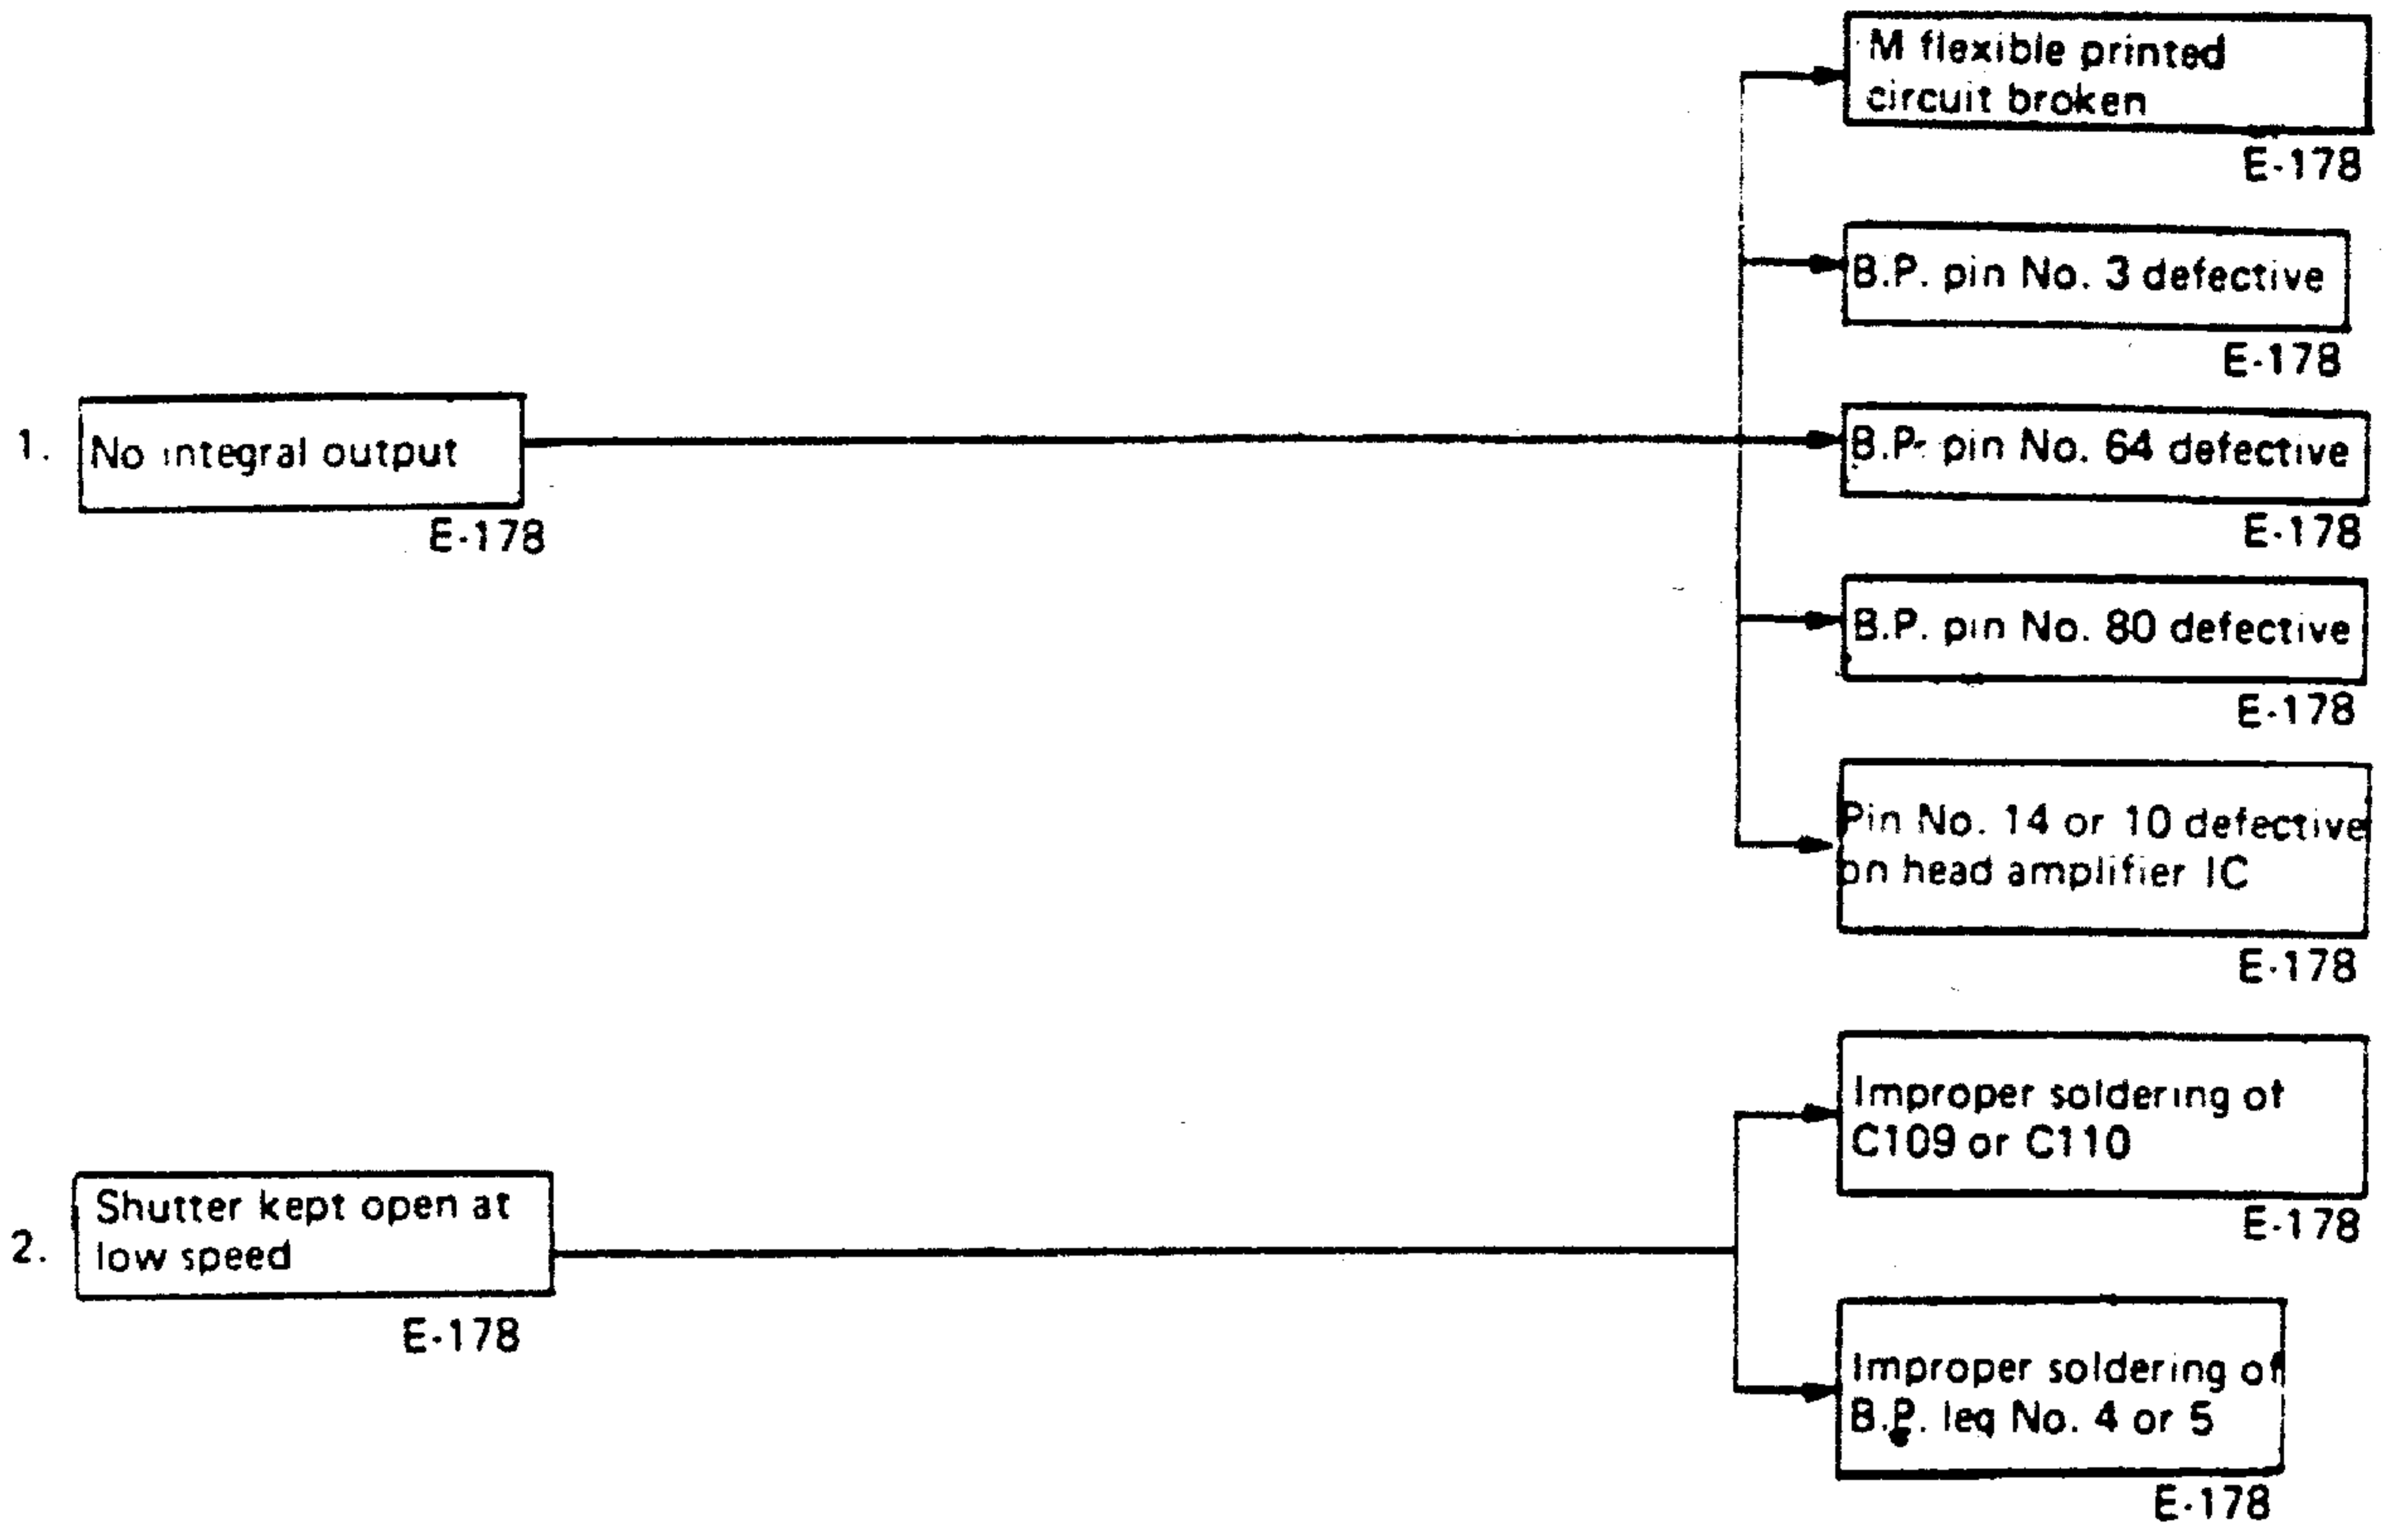 M flexible printed
circuit broken
E-178
B.P. pin No. 3 defective
E-178
1. No integral output
E-178
B.P. pin No. 64 defective
E-178
B.P. pin No. 80 defective
E-178
Pin No. 14 or 10 defective
on head amplifier IC
E-178
Improper soldering of
C109 or C110
E-178
2. Shutter kept open at
low speed
E-178
Improper soldering of
B.P. leg No. 4 or 5
E-178